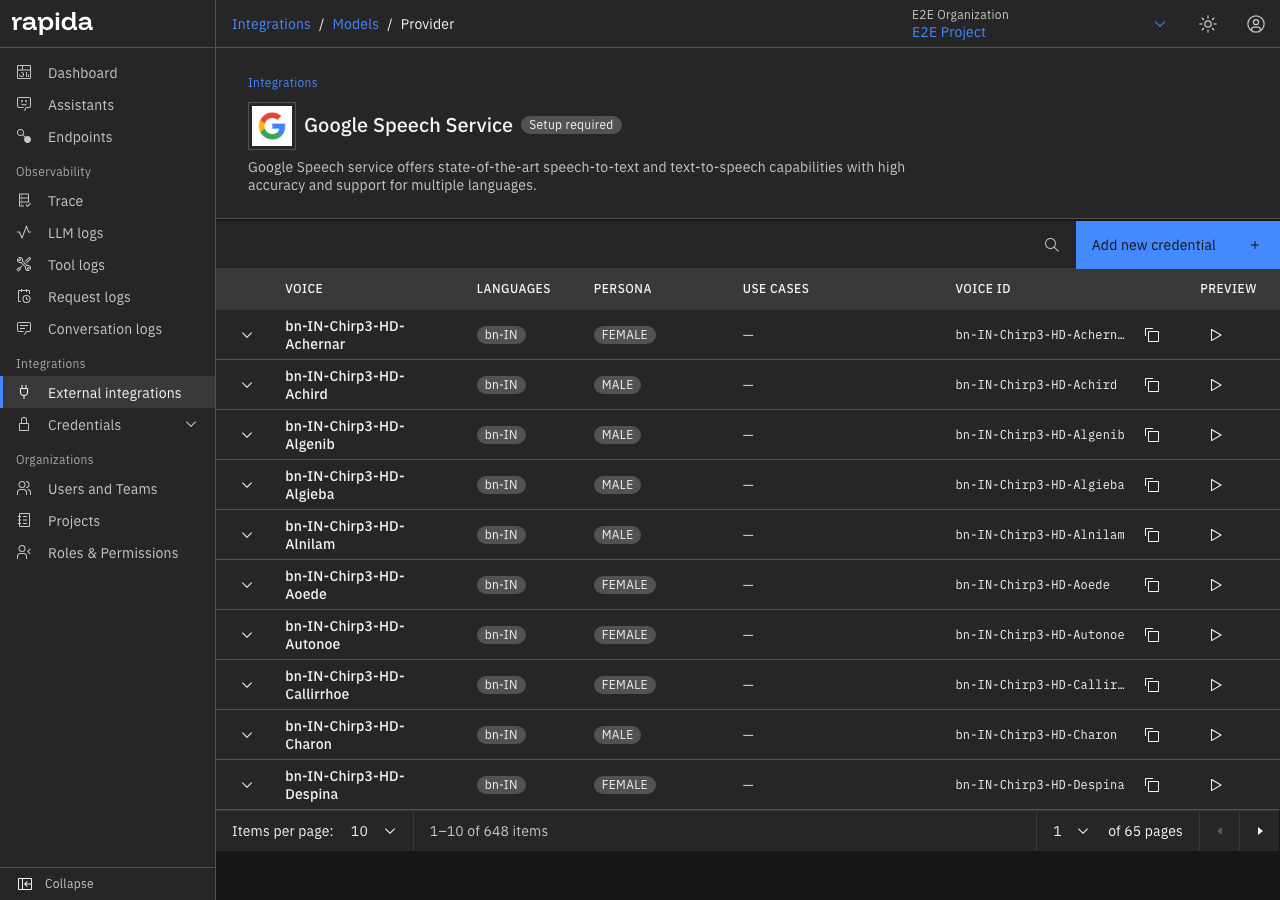 rapida
Integrations / Models / Provider
E2E Organization
E2E Project
Dashboard
Assistants
Endpoints
Observability
Trace
LLM logs
Tool logs
Request logs
Conversation logs
Integrations
External integrations
Credentials
Organizations
Users and Teams
Projects
Roles & Permissions
Collapse
Integrations
Google Speech Service Setup required
Google Speech service offers state-of-the-art speech-to-text and text-to-speech capabilities with high
accuracy and support for multiple languages.
Add new credential +
VOICE LANGUAGES PERSONA USE CASES VOICE ID PREVIEW
bn-IN-Chirp3-HD-
Achernar bn-IN FEMALE — bn-IN-Chirp3-HD-Achern…
bn-IN-Chirp3-HD-
Achird bn-IN MALE — bn-IN-Chirp3-HD-Achird
bn-IN-Chirp3-HD-
Algenib bn-IN MALE — bn-IN-Chirp3-HD-Algenib
bn-IN-Chirp3-HD-
Algieba bn-IN MALE — bn-IN-Chirp3-HD-Algieba
bn-IN-Chirp3-HD-
Alnilam bn-IN MALE — bn-IN-Chirp3-HD-Alnilam
bn-IN-Chirp3-HD-
Aoede bn-IN FEMALE — bn-IN-Chirp3-HD-Aoede
bn-IN-Chirp3-HD-
Autonoe bn-IN FEMALE — bn-IN-Chirp3-HD-Autonoe
bn-IN-Chirp3-HD-
Callirrhoe bn-IN FEMALE — bn-IN-Chirp3-HD-Callir…
bn-IN-Chirp3-HD-
Charon bn-IN MALE — bn-IN-Chirp3-HD-Charon
bn-IN-Chirp3-HD-
Despina bn-IN FEMALE — bn-IN-Chirp3-HD-Despina
Items per page: 10 1–10 of 648 items 1 of 65 pages